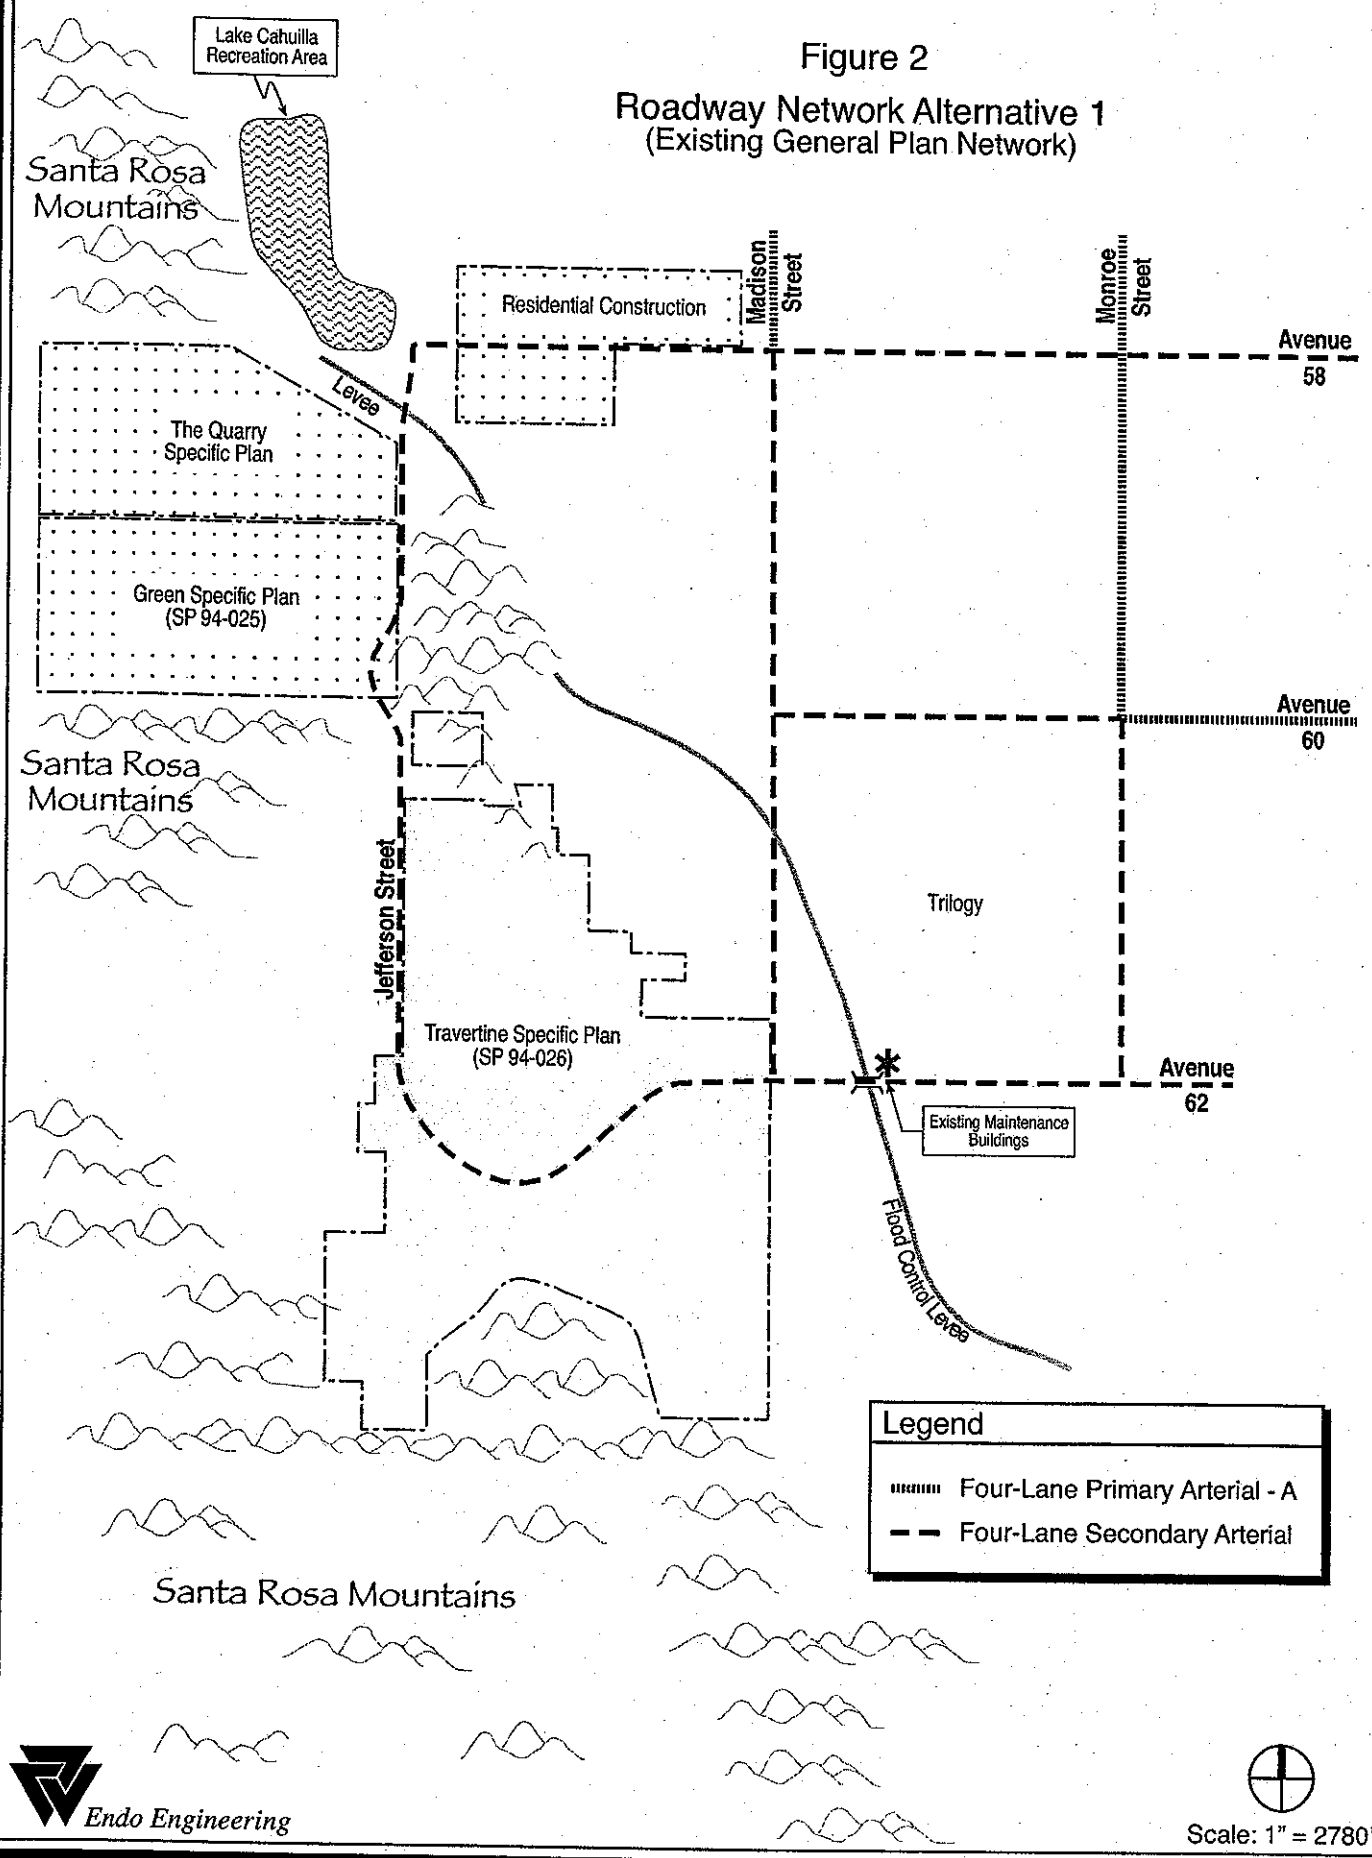 Figure 2
Roadway Network Alternative 1
(Existing General Plan Network)
Lake Cahuilla
Recreation Area
Santa Rosa
Mountains
Residential Construction
Madison
Street
Monroe
Street
Avenue
58
Levee
The Quarry
Specific Plan
Green Specific Plan
(SP 94-025)
Avenue
60
Santa Rosa
Mountains
Jefferson Street
Trilogy
Travertine Specific Plan
(SP 94-026)
Avenue
62
Existing Maintenance
Buildings
Flood Control Levee
Legend
Four-Lane Primary Arterial - A
Four-Lane Secondary Arterial
Santa Rosa Mountains
Endo Engineering
Scale: 1" = 2780'